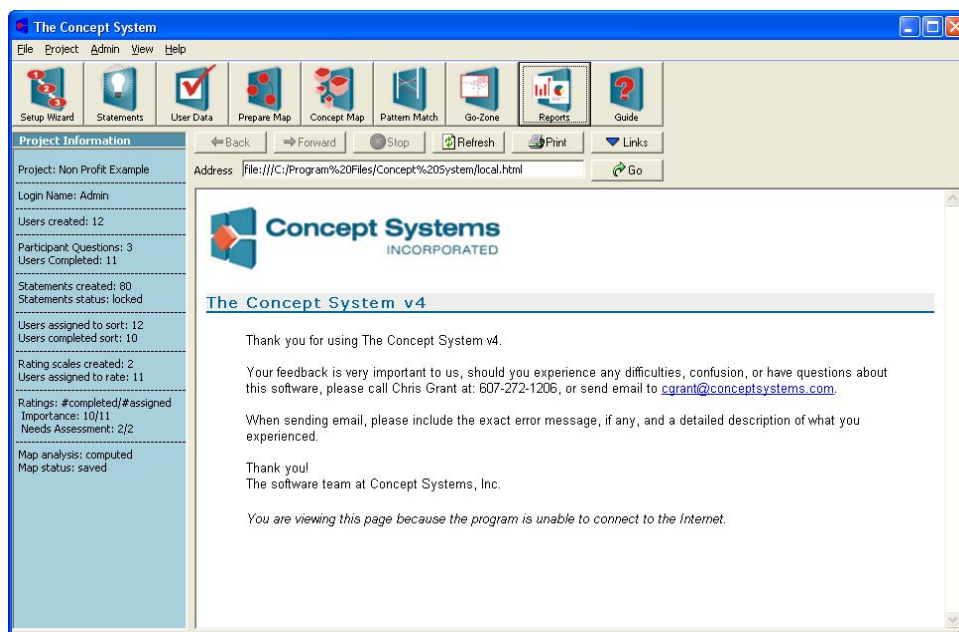 The Concept System
File Project Admin View Help
Setup Wizard Statements User Data Prepare Map Concept Map Pattern Match Go-Zone Reports Guide
Project Information
Project: Non Profit Example
Login Name: Admin
Users created: 12
Participant Questions: 3
Users Completed: 11
Statements created: 80
Statements status: locked
Users assigned to sort: 12
Users completed sort: 10
Rating scales created: 2
Users assigned to rate: 11
Ratings: #completed/#assigned
Importance: 10/11
Needs Assessment: 2/2
Map analysis: computed
Map status: saved
Back Forward Stop Refresh Print Links
Address file:///C:/Program%20Files/Concept%20System/local.html Go
Concept Systems
INCORPORATED
The Concept System v4
Thank you for using The Concept System v4.
Your feedback is very important to us, should you experience any difficulties, confusion, or have questions about
this software, please call Chris Grant at: 607-272-1206, or send email to cgrant@conceptsystems.com.
When sending email, please include the exact error message, if any, and a detailed description of what you
experienced.
Thank you!
The software team at Concept Systems, Inc.
You are viewing this page because the program is unable to connect to the Internet.